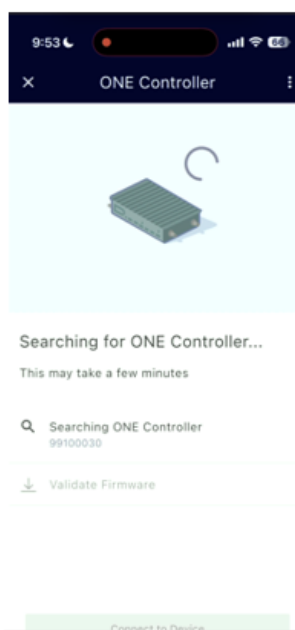 9:53
66
ONE Controller
Searching for ONE Controller...
This may take a few minutes
Searching ONE Controller
99100030
Validate Firmware
Connect to Device